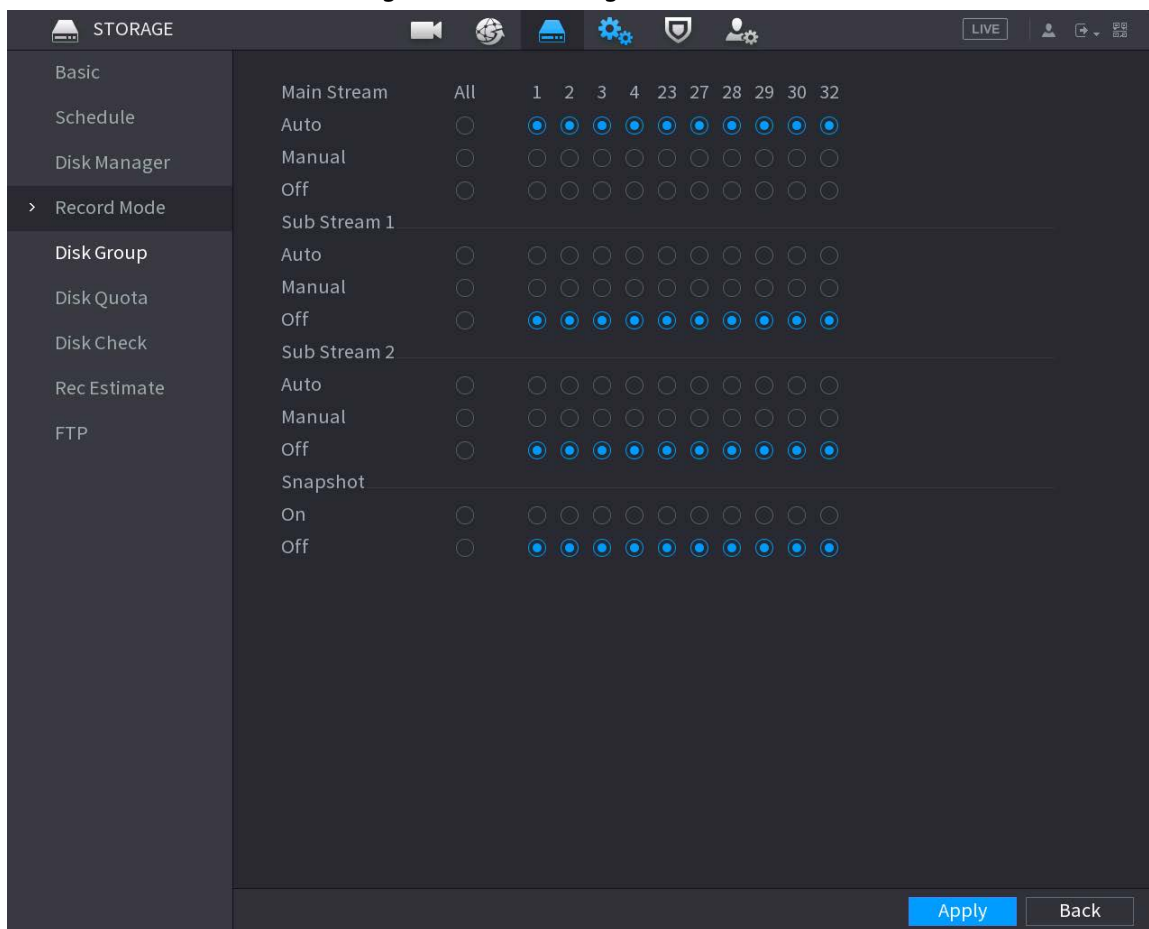 STORAGE LIVE
Basic
Schedule
Disk Manager
Record Mode
Disk Group
Disk Quota
Disk Check
Rec Estimate
FTP
Main Stream All 1 2 3 4 23 27 28 29 30 32
Auto
Manual
Off
Sub Stream 1
Auto
Manual
Off
Sub Stream 2
Auto
Manual
Off
Snapshot
On
Off
Apply Back